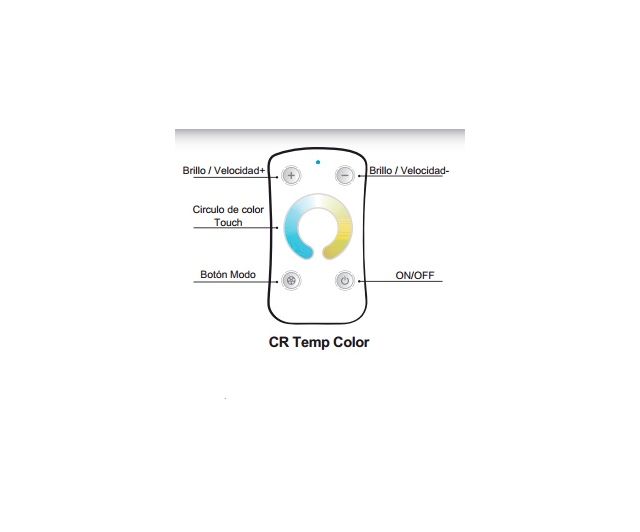 Brillo / Velocidad+
Brillo / Velocidad-
Circulo de color
Touch
Botón Modo
ON/OFF
CR Temp Color